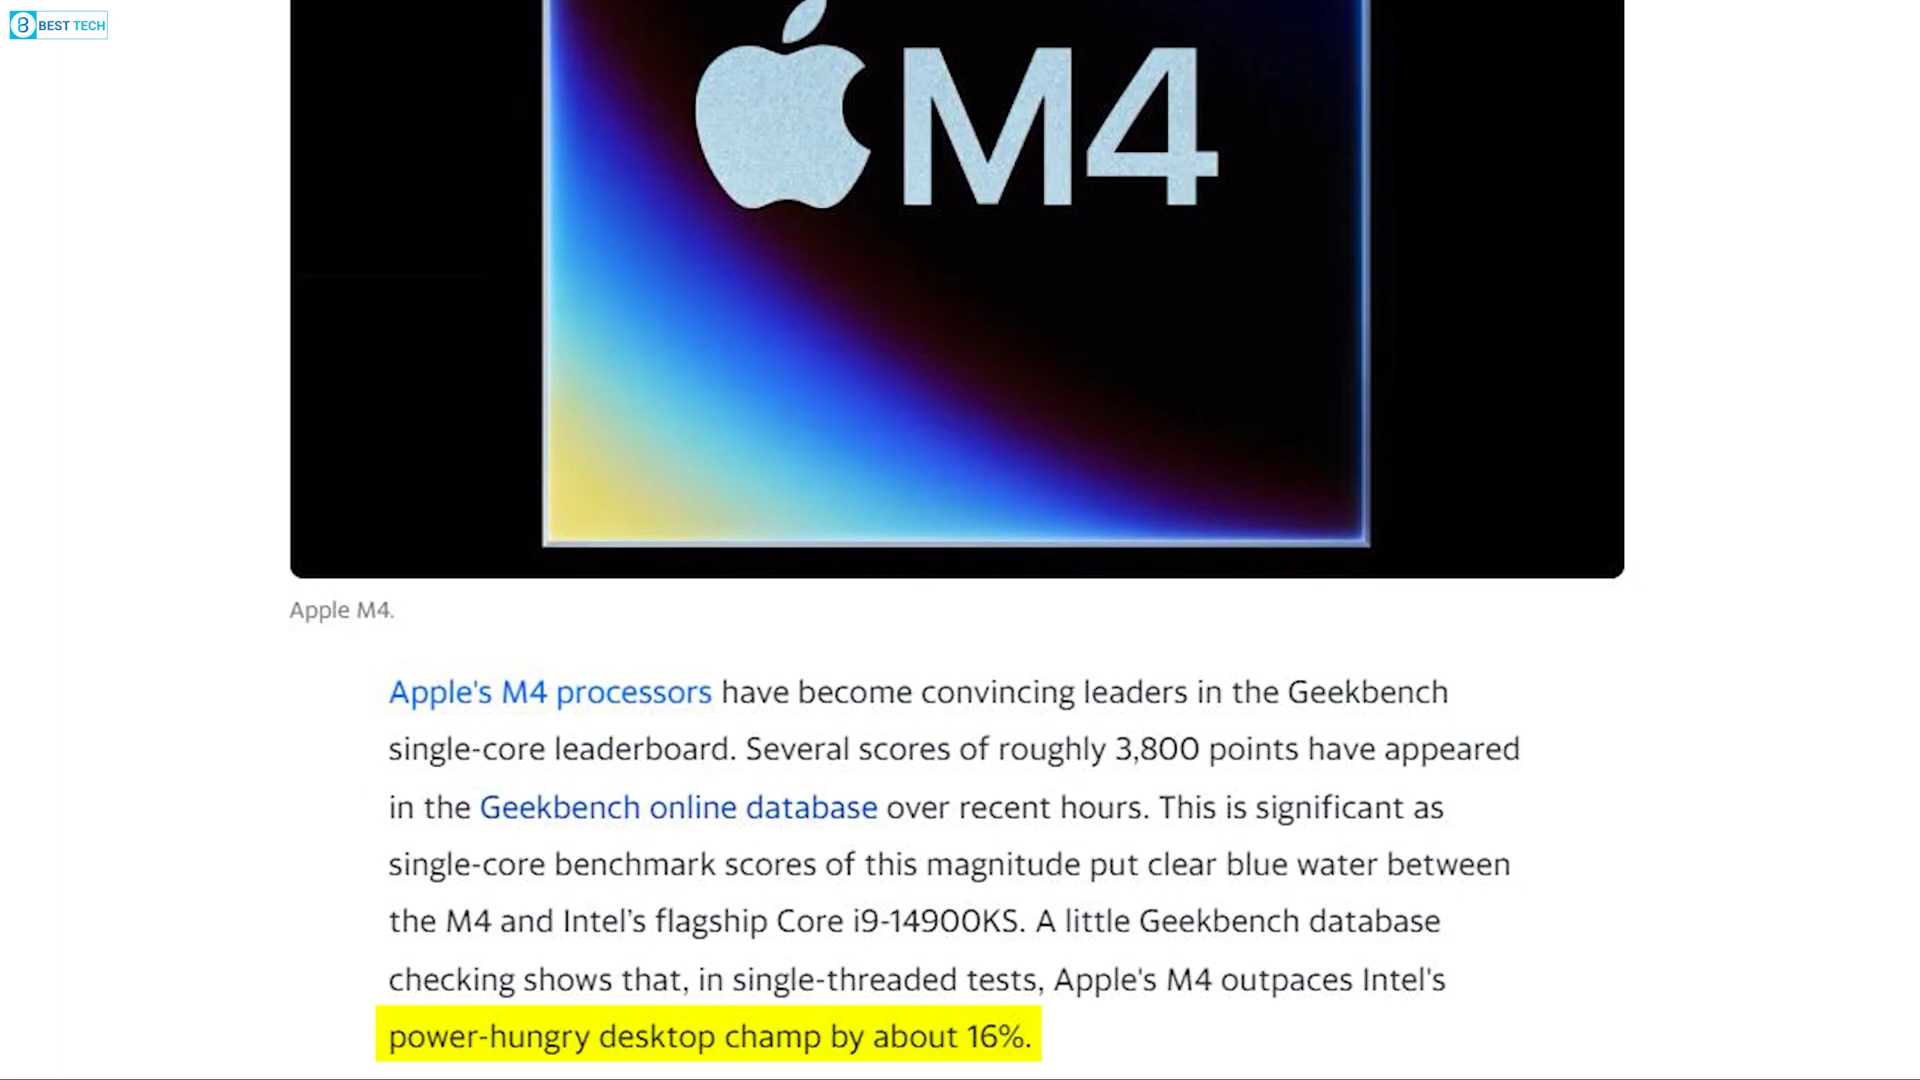 BEST TECH
M4
Apple M4.
Apple's M4 processors have become convincing leaders in the Geekbench
single-core leaderboard. Several scores of roughly 3,800 points have appeared
in the Geekbench online database over recent hours. This is significant as
single-core benchmark scores of this magnitude put clear blue water between
the M4 and Intel’s flagship Core i9-14900KS. A little Geekbench database
checking shows that, in single-threaded tests, Apple's M4 outpaces Intel's
power-hungry desktop champ by about 16%.